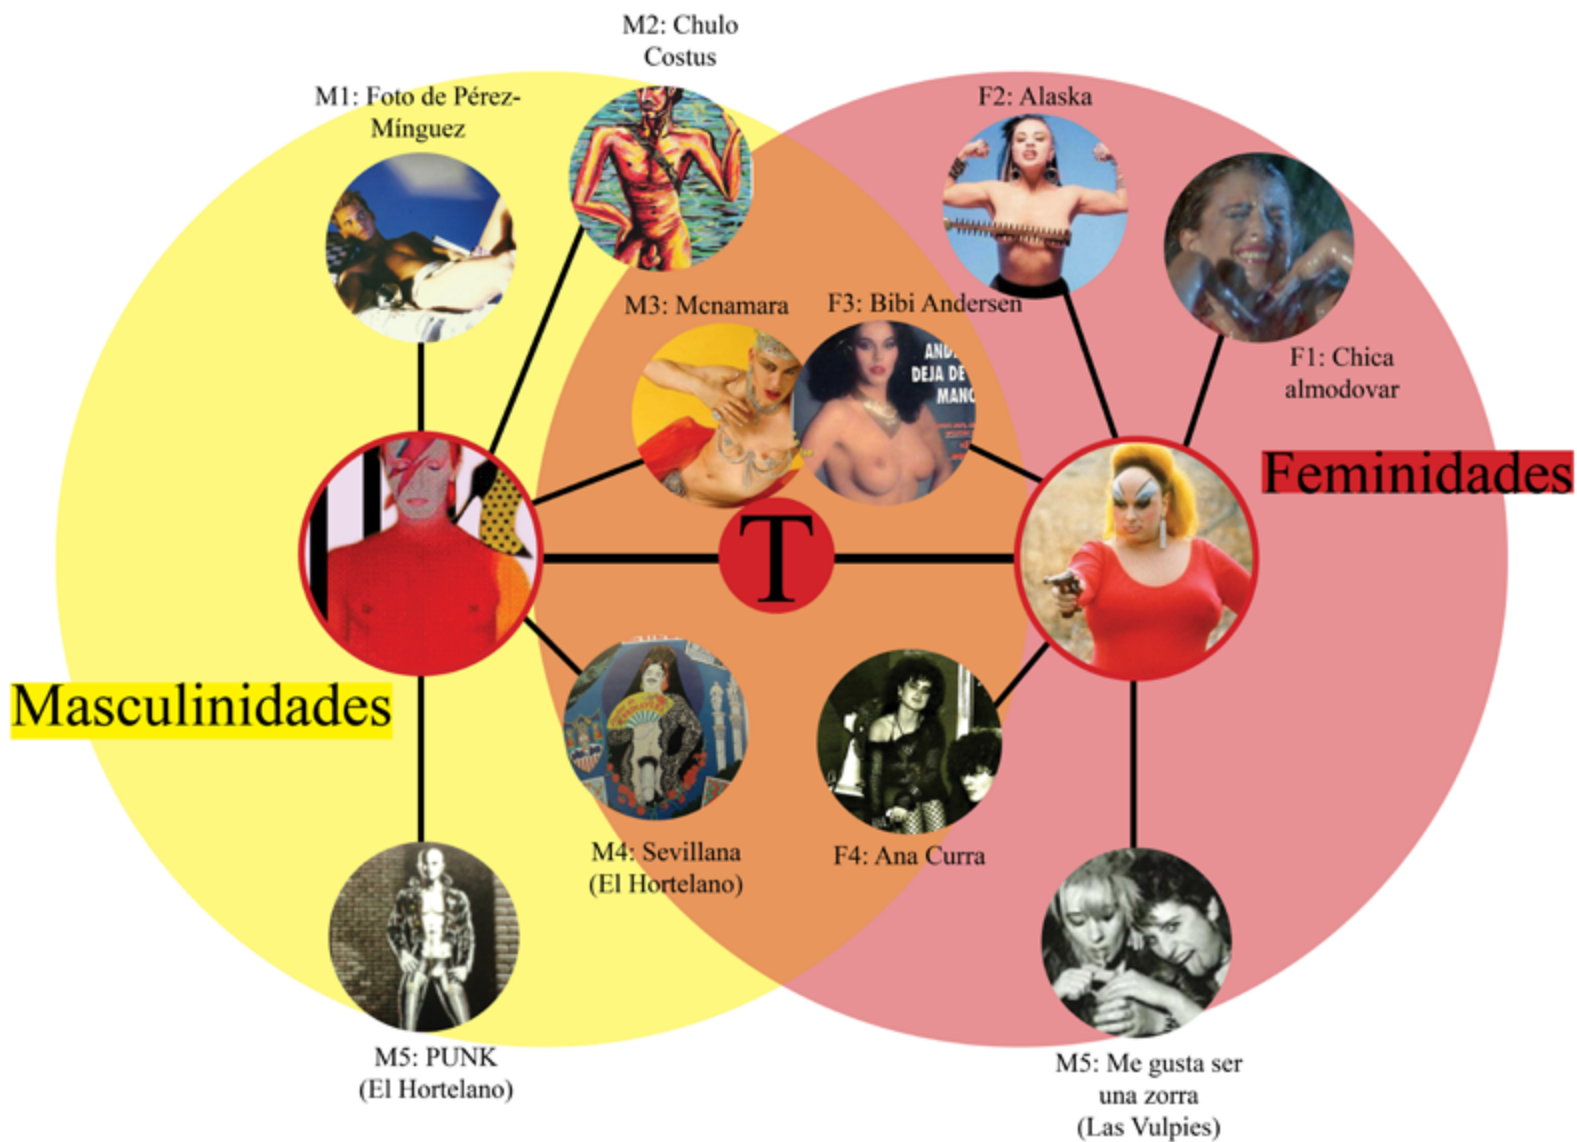 M2: Chulo
Costus
M1: Foto de Pérez-
Mínguez
F2: Alaska
M3: Mcnamara
F3: Bibi Andersen
DEJA DE
F1: Chica
almodovar
Feminidades
T
Masculinidades
M4: Sevillana
(El Hortelano)
F4: Ana Curra
M5: PUNK
(El Hortelano)
M5: Me gusta ser
una zorra
(Las Vulpies)